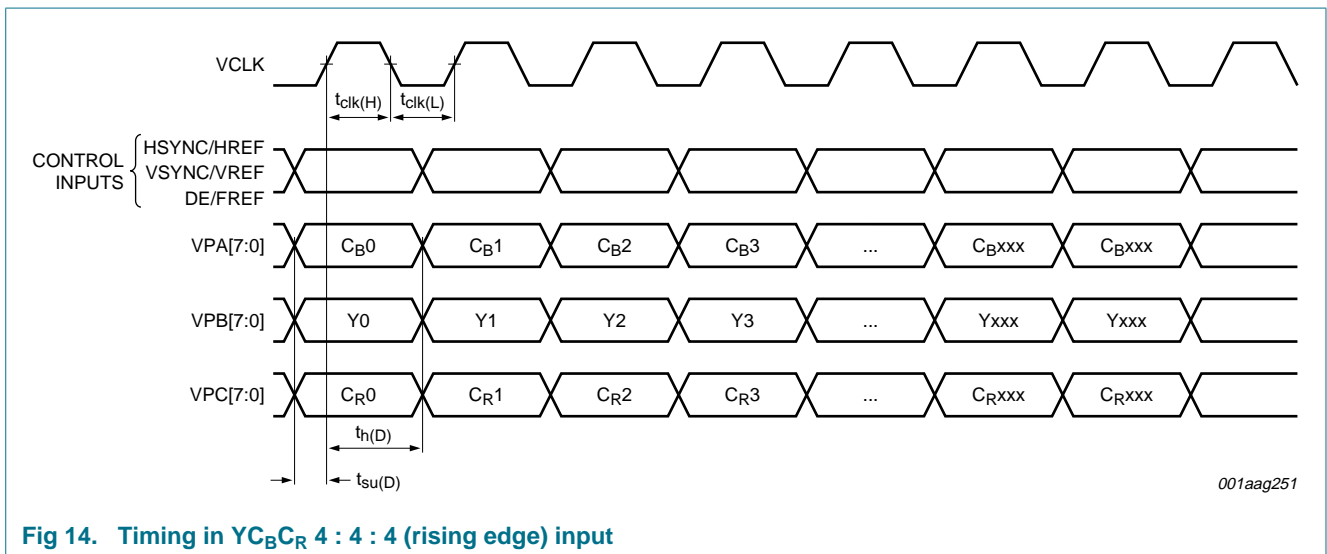 VCLK
tclk(H) tclk(L)
CONTROL INPUTS
HSYNC/HREF
VSYNC/VREF
DE/FREF
VPA[7:0] CB0 CB1 CB2 CB3 ... CBxxx CBxxx
VPB[7:0] Y0 Y1 Y2 Y3 ... Yxxx Yxxx
VPC[7:0] CR0 CR1 CR2 CR3 ... CRxxx CRxxx
th(D)
tsu(D)
001aag251
Fig 14. Timing in YCBCR 4 : 4 : 4 (rising edge) input